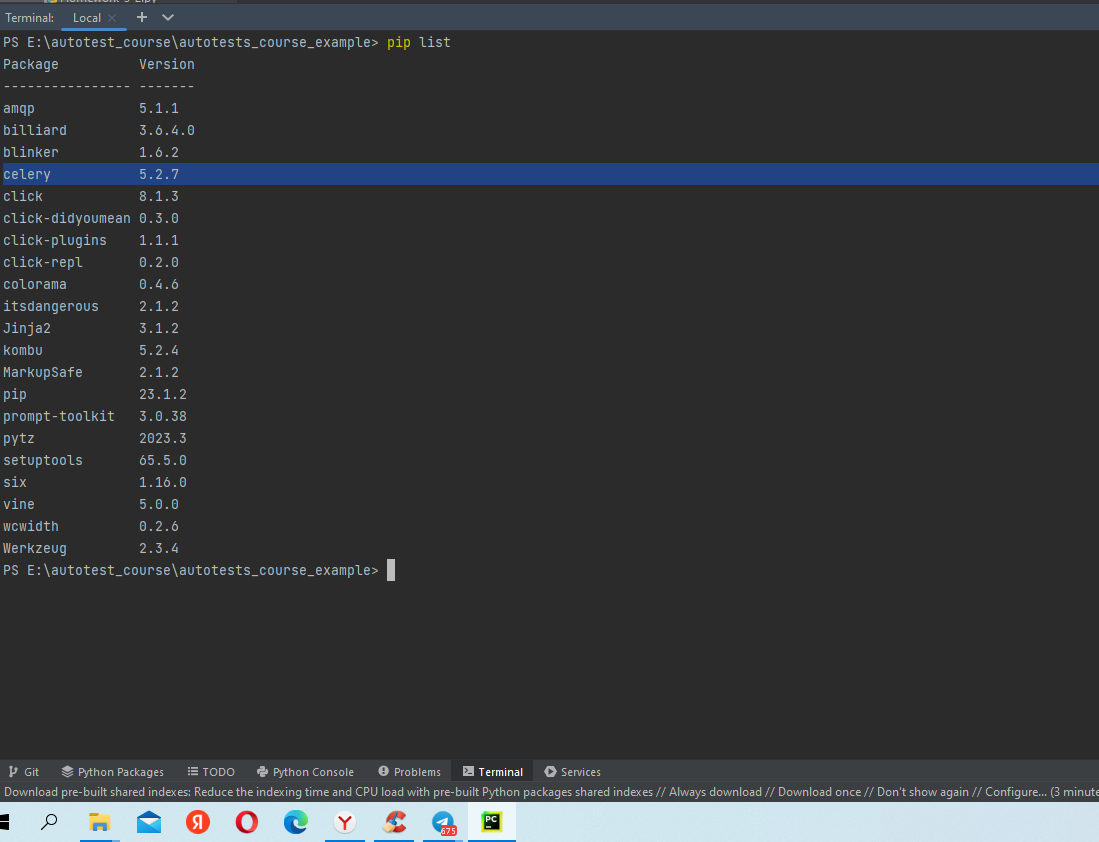 Terminal: Local
PS E:\autotest_course\autotests_course_example> pip list
Package          Version
---------------- -------
amqp             5.1.1
billiard         3.6.4.0
blinker          1.6.2
celery           5.2.7
click            8.1.3
click-didyoumean 0.3.0
click-plugins    1.1.1
click-repl       0.2.0
colorama         0.4.6
itsdangerous     2.1.2
Jinja2           3.1.2
kombu            5.2.4
MarkupSafe       2.1.2
pip              23.1.2
prompt-toolkit   3.0.38
pytz             2023.3
setuptools       65.5.0
six              1.16.0
vine             5.0.0
wcwidth          0.2.6
Werkzeug         2.3.4
PS E:\autotest_course\autotests_course_example>
Git Python Packages TODO Python Console Problems Terminal Services
Download pre-built shared indexes: Reduce the indexing time and CPU load with pre-built Python packages shared indexes // Always download // Download once // Don't show again // Configure... (3 minute
Я Y 675 PC